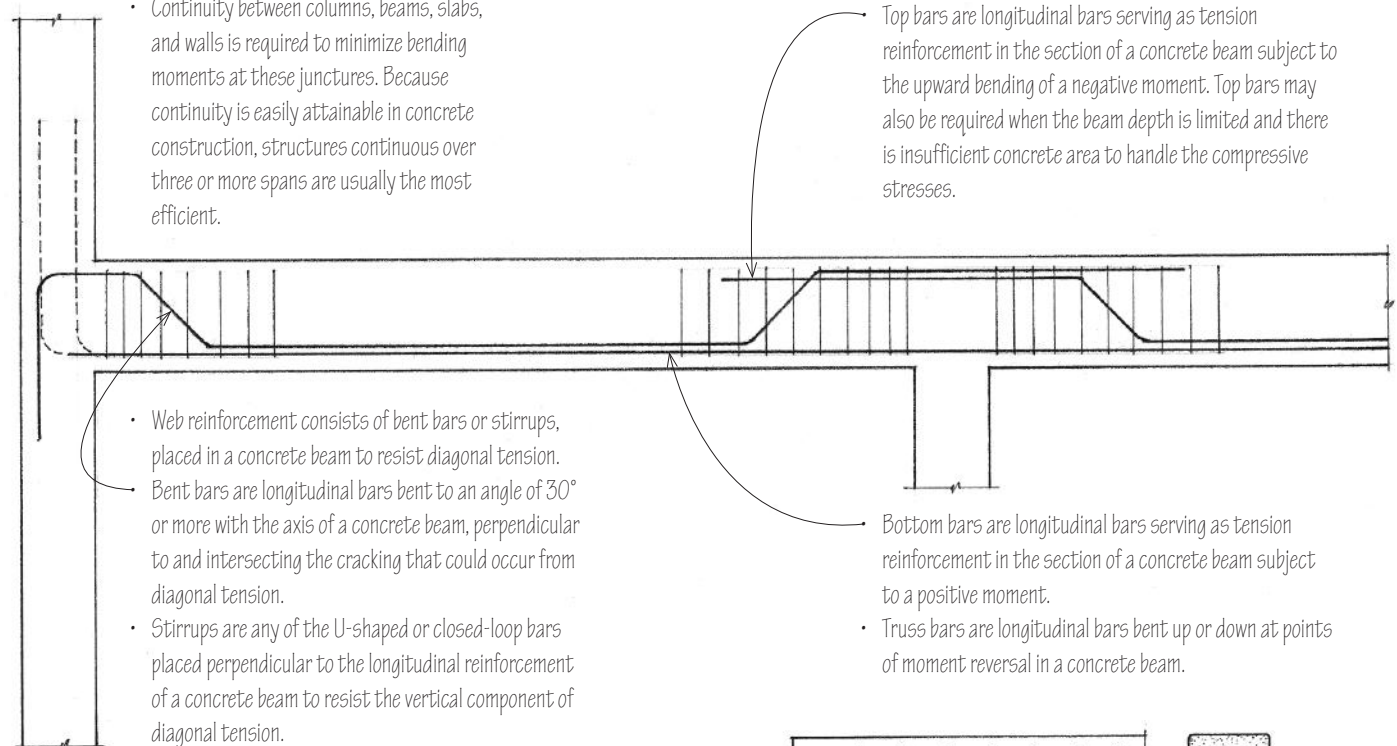 • Continuity between columns, beams, slabs,
and walls is required to minimize bending
moments at these junctures. Because
continuity is easily attainable in concrete
construction, structures continuous over
three or more spans are usually the most
efficient.
Top bars are longitudinal bars serving as tension
reinforcement in the section of a concrete beam subject to
the upward bending of a negative moment. Top bars may
also be required when the beam depth is limited and there
is insufficient concrete area to handle the compressive
stresses.
• Web reinforcement consists of bent bars or stirrups,
placed in a concrete beam to resist diagonal tension.
• Bent bars are longitudinal bars bent to an angle of 30°
or more with the axis of a concrete beam, perpendicular
to and intersecting the cracking that could occur from
diagonal tension.
• Stirrups are any of the U-shaped or closed-loop bars
placed perpendicular to the longitudinal reinforcement
of a concrete beam to resist the vertical component of
diagonal tension.
• Bottom bars are longitudinal bars serving as tension
reinforcement in the section of a concrete beam subject
to a positive moment.
• Truss bars are longitudinal bars bent up or down at points
of moment reversal in a concrete beam.